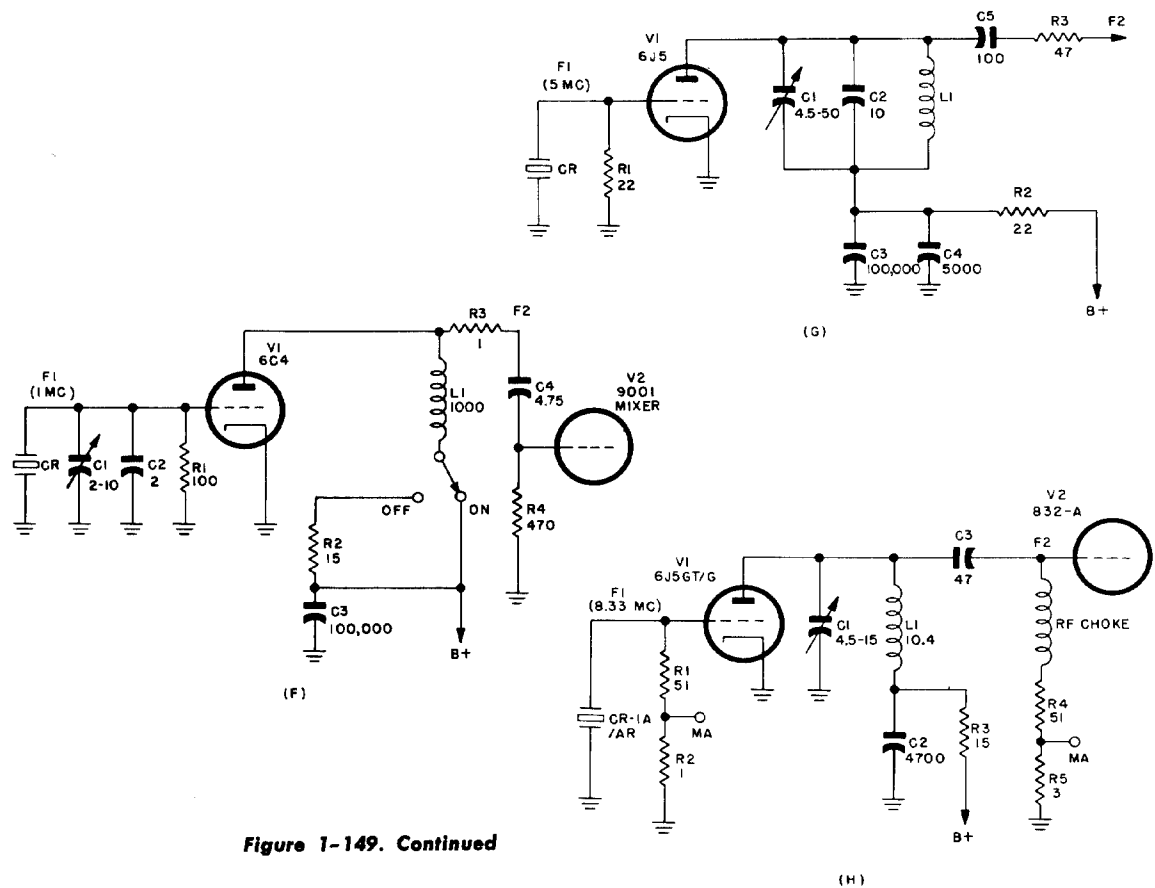 V1
6J5
F1
(5 MC)
CR
R1
22
C1
4.5-50
C2
10
L1
C5
100
R3
47
F2
R2
22
C3
100,000
C4
5000
B+
(G)
V1
6C4
F1
(1 MC)
CR
C1
2-10
C2
2
R1
100
L1
1000
R3
1
F2
C4
4.75
V2
9001
MIXER
R4
470
OFF
ON
R2
15
C3
100,000
B+
(F)
V1
6J5GT/G
F1
(8.33 MC)
CR-1A
/AR
R1
51
MA
R2
1
C1
4.5-15
L1
10.4
C2
4700
R3
15
B+
C3
47
F2
V2
832-A
RF CHOKE
R4
51
MA
R5
3
(H)
Figure 1-149. Continued